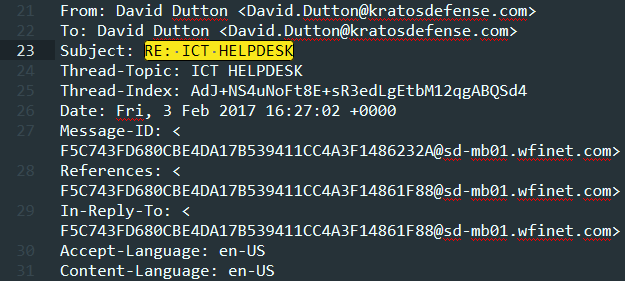 21 From: David Dutton <David.Dutton@kratosdefense.com>
22 To: David Dutton <David.Dutton@kratosdefense.com>
23 Subject: RE: ICT HELPDESK
24 Thread-Topic: ICT HELPDESK
25 Thread-Index: AdJ+NS4uNoFt8E+sR3edLgEtbM12qgABQSd4
26 Date: Fri, 3 Feb 2017 16:27:02 +0000
27 Message-ID: <
F5C743FD680CBE4DA17B539411CC4A3F1486232A@sd-mb01.wfinet.com>
28 References: <
F5C743FD680CBE4DA17B539411CC4A3F14861F88@sd-mb01.wfinet.com>
29 In-Reply-To: <
F5C743FD680CBE4DA17B539411CC4A3F14861F88@sd-mb01.wfinet.com>
30 Accept-Language: en-US
31 Content-Language: en-US